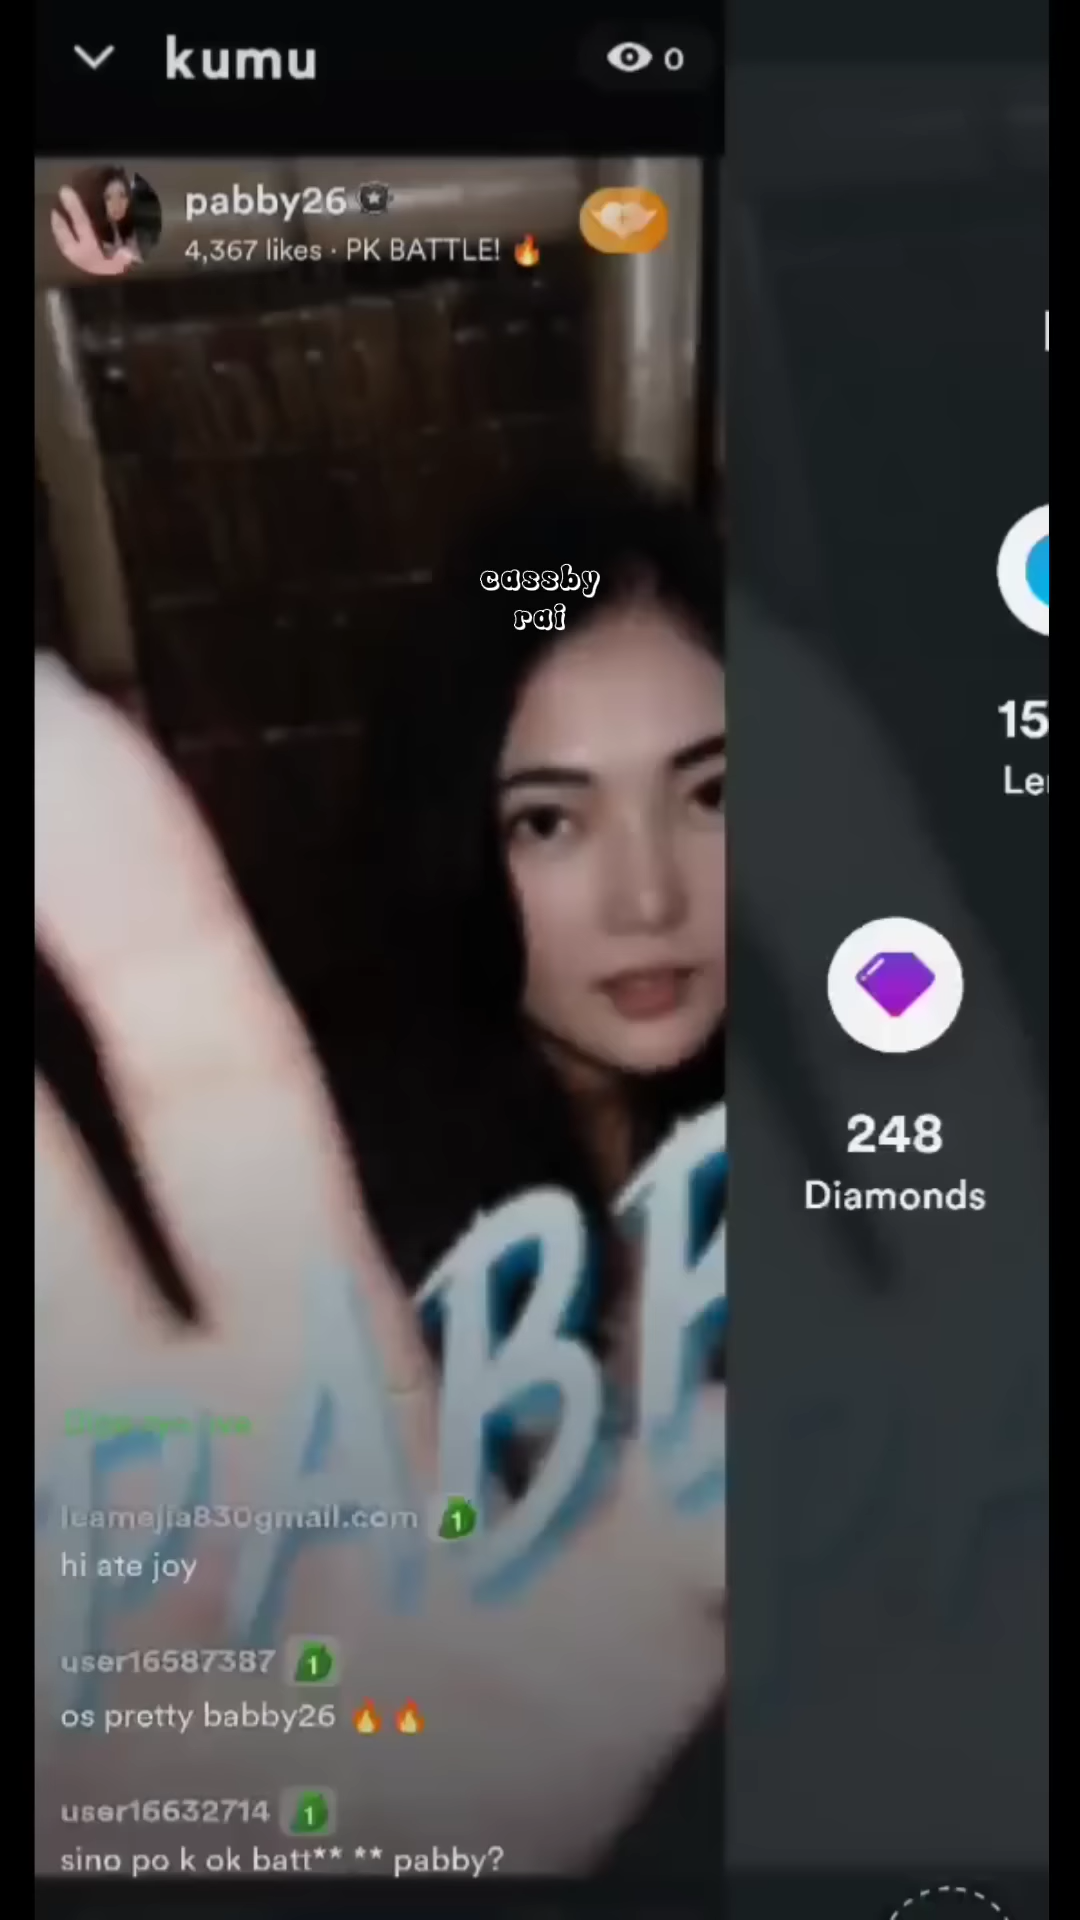 kumu
0
pabby26
4,367 likes · PK BATTLE! 🔥
cassby
rai
15
248
Diamonds
PABB
leamejia830gmail.com 1
hi ate joy
user16587387 1
os pretty babby26 🔥🔥
user16632714 1
sino po k ok batt** ** pabby?